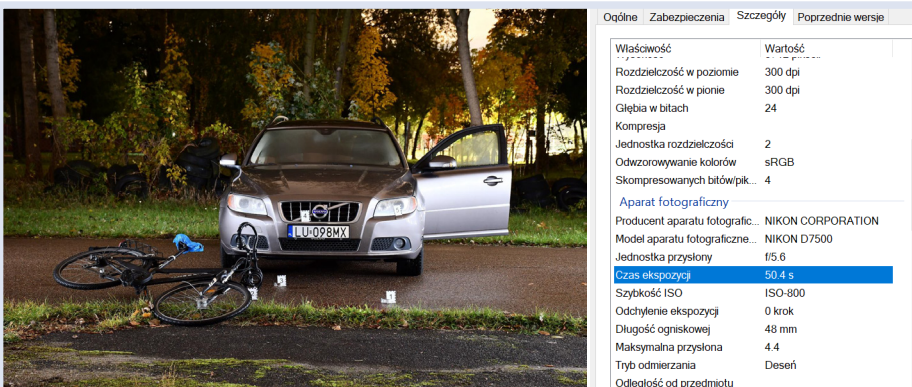 Ogólne Zabezpieczenia Szczegóły Poprzednie wersje
Właściwość Wartość
Rozdzielczość w poziomie 300 dpi
Rozdzielczość w pionie 300 dpi
Głębia w bitach 24
Kompresja
Jednostka rozdzielczości 2
Odwzorowywanie kolorów sRGB
Skompresowanych bitów/pik... 4
Aparat fotograficzny
Producent aparatu fotografic... NIKON CORPORATION
Model aparatu fotograficzne... NIKON D7500
Jednostka przysłony f/5.6
Czas ekspozycji 50.4 s
Szybkość ISO ISO-800
Odchylenie ekspozycji 0 krok
Długość ogniskowej 48 mm
Maksymalna przysłona 4.4
Tryb odmierzania Deseń
Odległość od przedmiotu
LU 098MX
4